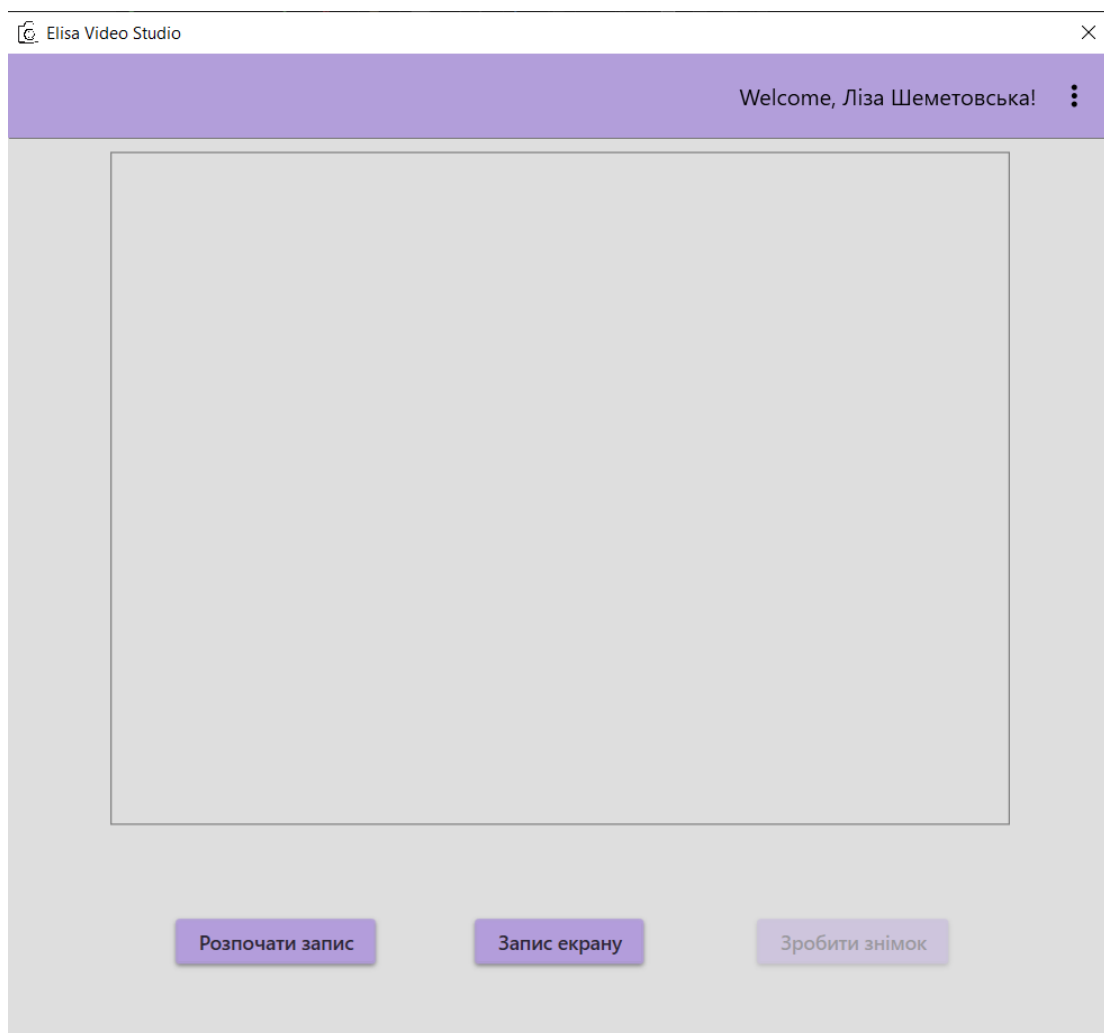 Elisa Video Studio
Welcome, Ліза Шеметовська!
Розпочати запис
Запис екрану
Зробити знімок